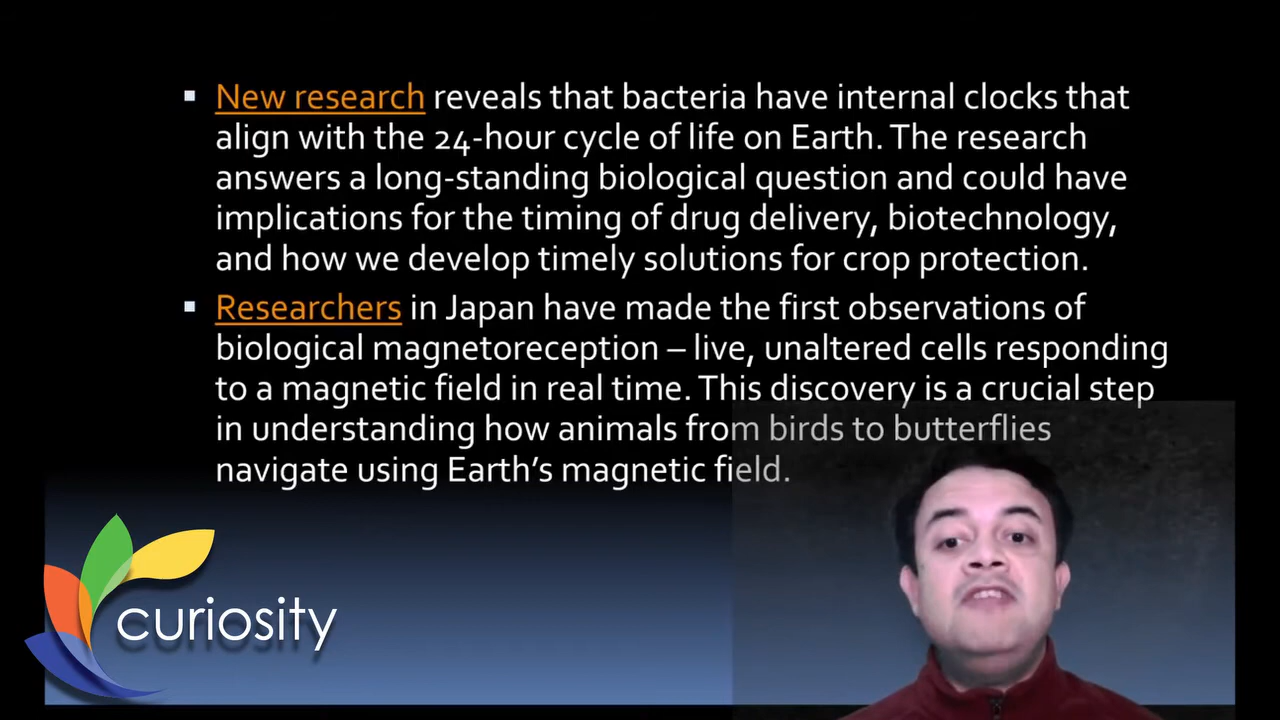 New research reveals that bacteria have internal clocks that
align with the 24-hour cycle of life on Earth. The research
answers a long-standing biological question and could have
implications for the timing of drug delivery, biotechnology,
and how we develop timely solutions for crop protection.
Researchers in Japan have made the first observations of
biological magnetoreception – live, unaltered cells responding
to a magnetic field in real time. This discovery is a crucial step
in understanding how animals from birds to butterflies
navigate using Earth's magnetic field.
curiosity